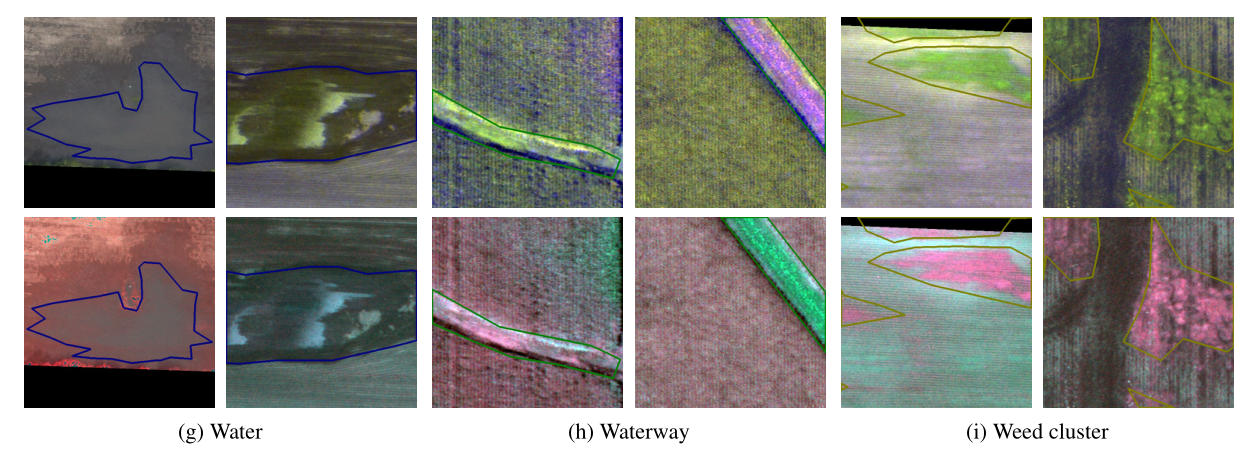 (g) Water
(h) Waterway
(i) Weed cluster